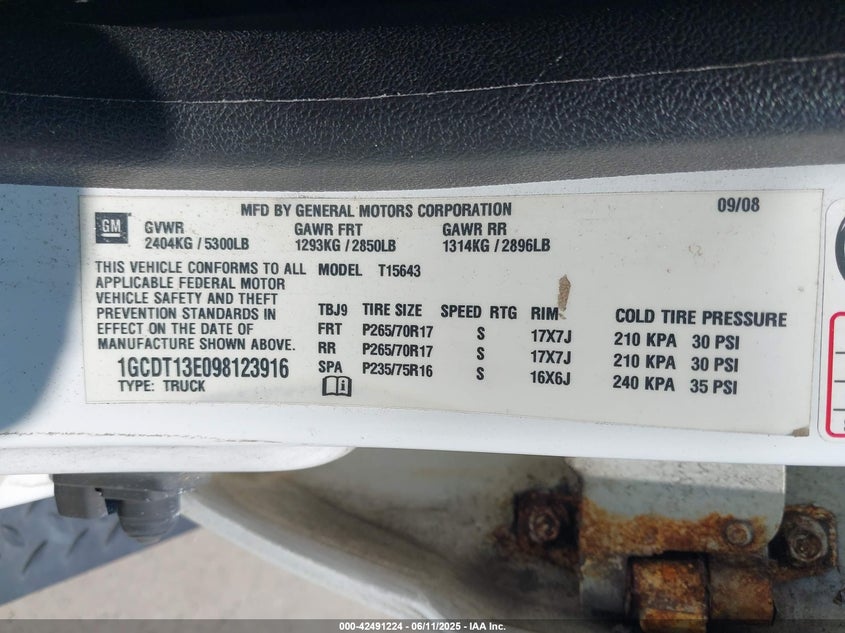 MFD BY GENERAL MOTORS CORPORATION 09/08
GM
GVWR GAWR FRT GAWR RR
2404KG / 5300LB 1293KG / 2850LB 1314KG / 2896LB
THIS VEHICLE CONFORMS TO ALL
APPLICABLE FEDERAL MOTOR
VEHICLE SAFETY AND THEFT
PREVENTION STANDARDS IN
EFFECT ON THE DATE OF
MANUFACTURE SHOWN ABOVE.
1GCDT13E098123916
TYPE: TRUCK
MODEL T15643
TBJ9 TIRE SIZE SPEED RTG RIM COLD TIRE PRESSURE
FRT P265/70R17 S 17X7J 210 KPA 30 PSI
RR P265/70R17 S 17X7J 210 KPA 30 PSI
SPA P235/75R16 S 16X6J 240 KPA 35 PSI
000-42491224 - 06/11/2025 - IAA Inc.